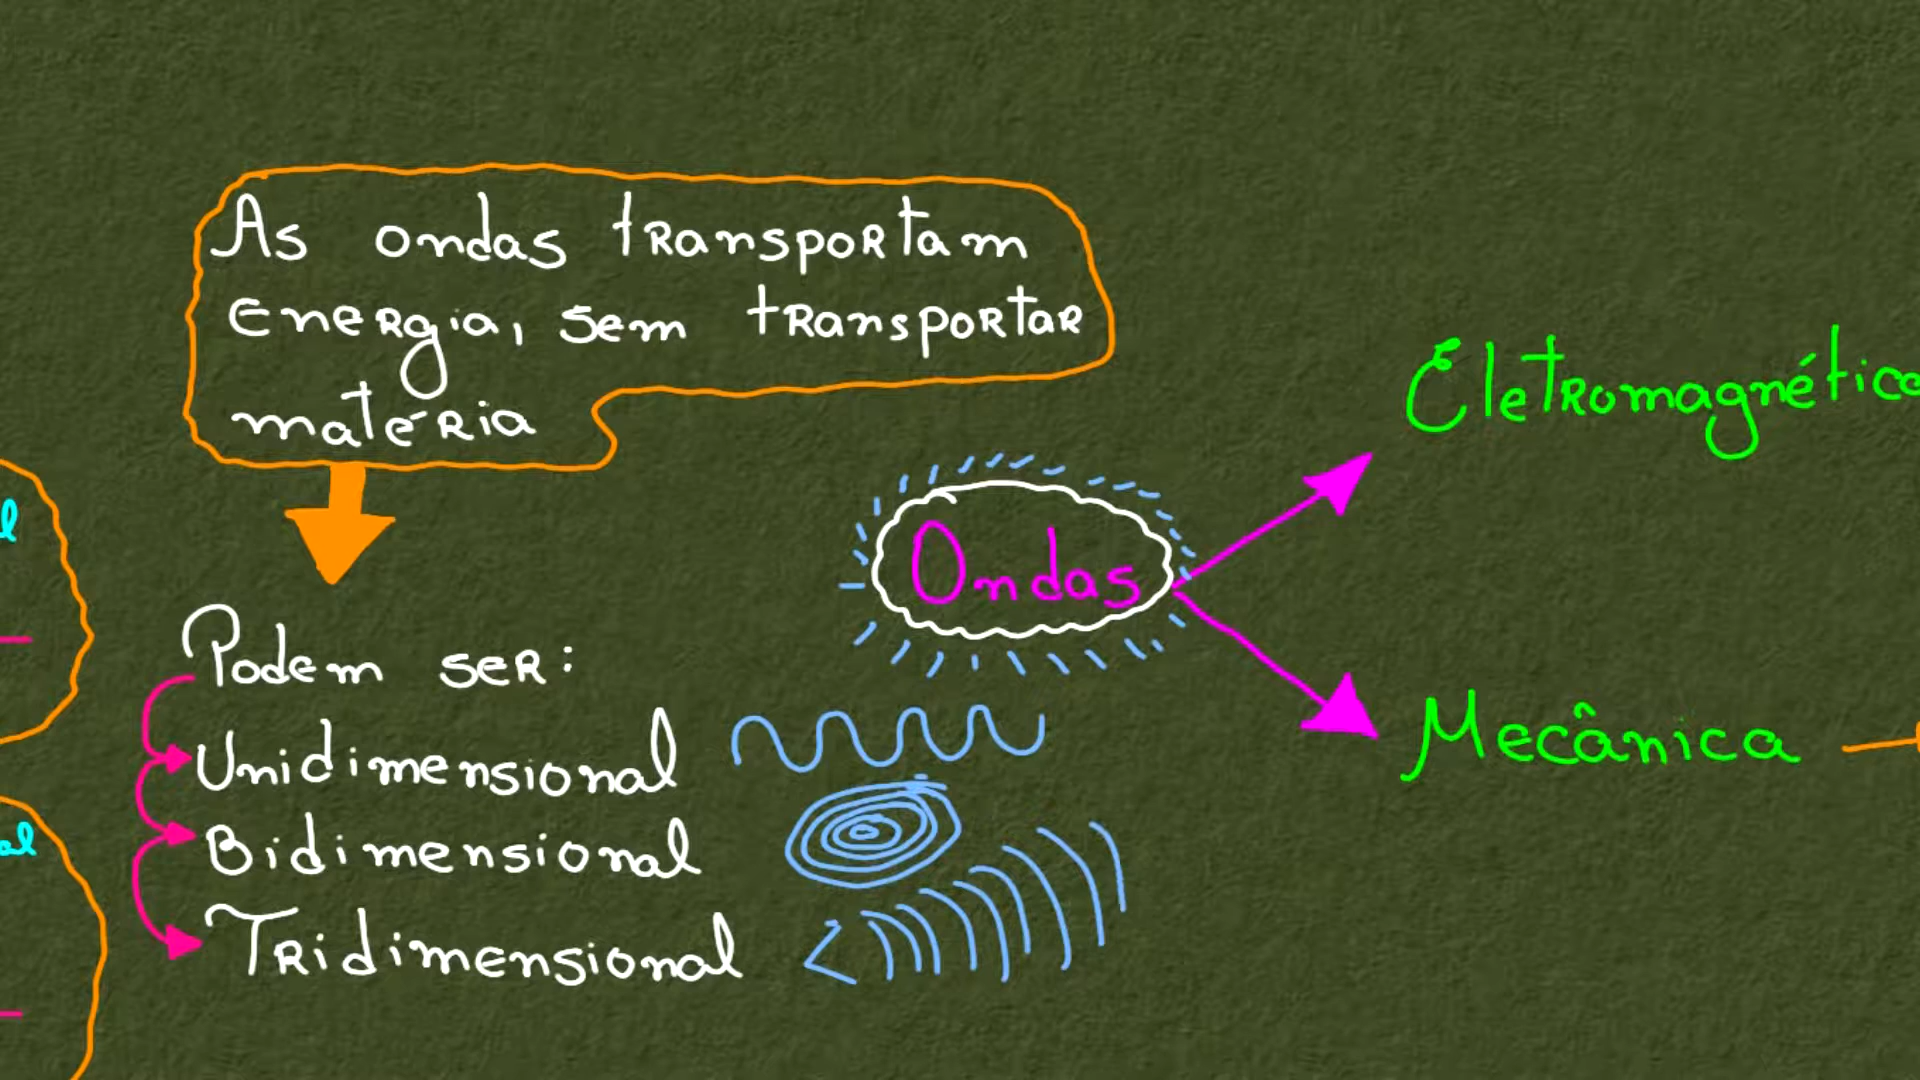 As ondas transportam
energia, sem transportar
matéria
Ondas
Eletromagnética
Mecânica
Podem ser:
Unidimensional
Bidimensional
Tridimensional